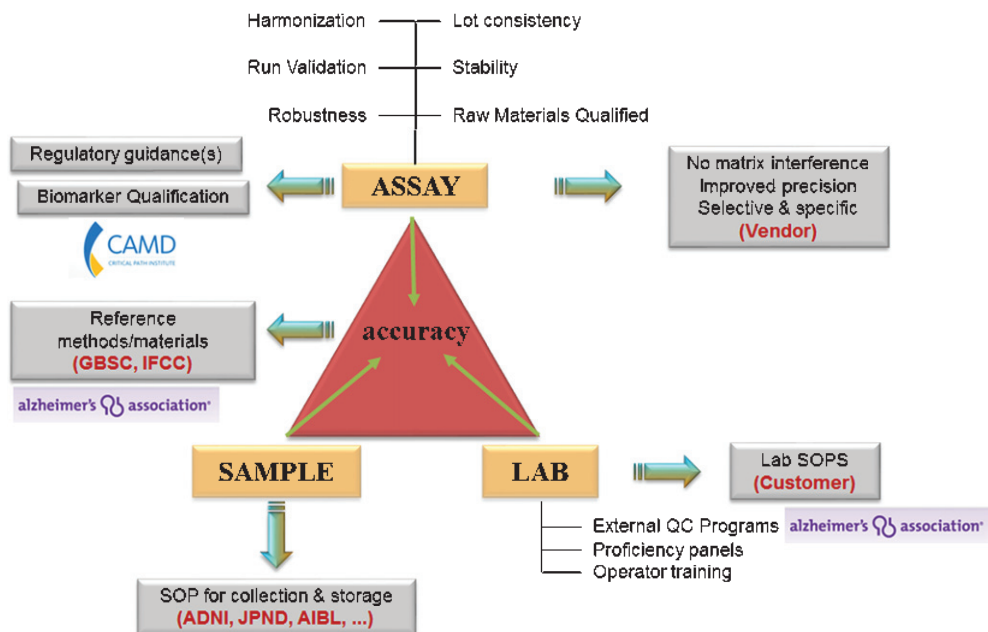 Harmonization
Lot consistency
Run Validation
Stability
Robustness
Raw Materials Qualified
Regulatory guidance(s)
Biomarker Qualification
CAMD
CRITICAL PATH INSTITUTE
ASSAY
No matrix interference
Improved precision
Selective & specific
(Vendor)
Reference
methods/materials
(GBSC, IFCC)
alzheimer's association®
accuracy
SAMPLE
LAB
Lab SOPS
(Customer)
External QC Programs
alzheimer's association®
Proficiency panels
Operator training
SOP for collection & storage
(ADNI, JPND, AIBL, ...)